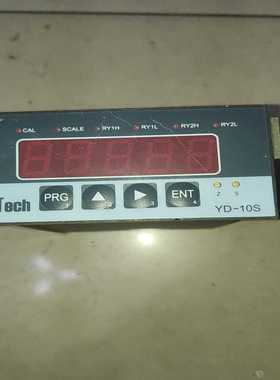 CAL SCALE RY1H RY1L RY2H RY2L
Tech PRG ENT
Z S
YD-10S